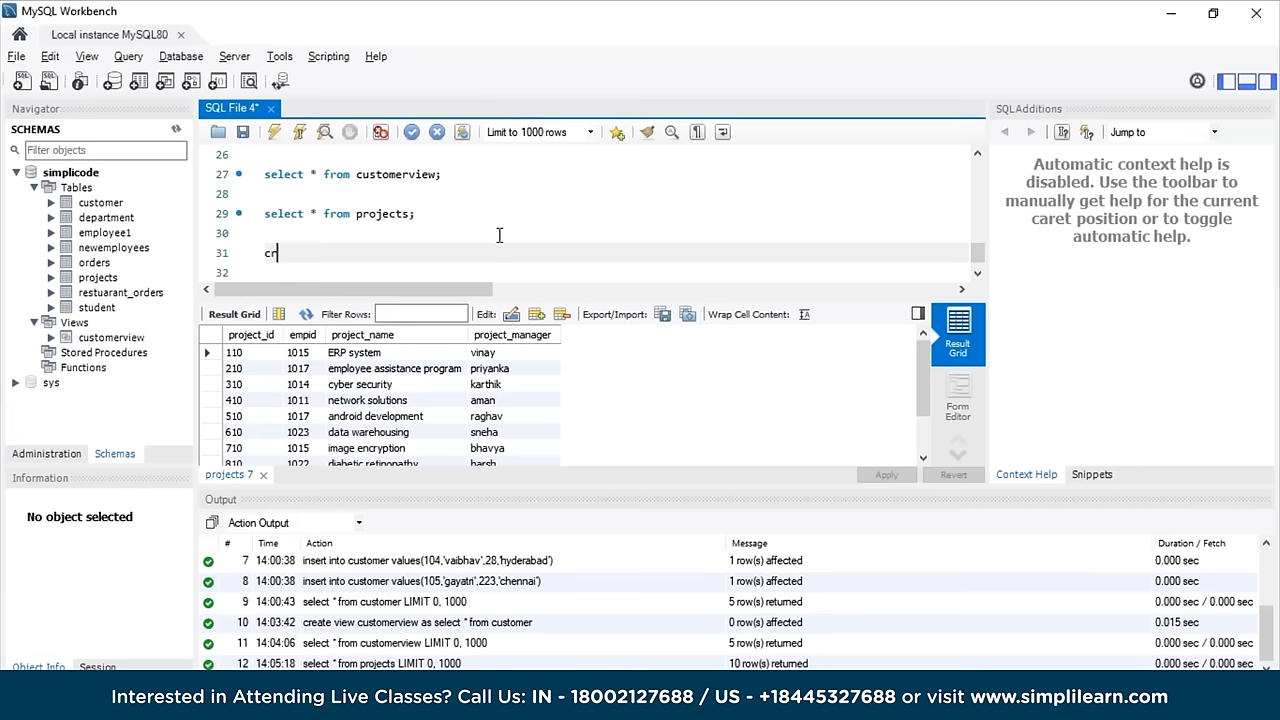 MySQL Workbench
Local instance MySQL80
File Edit View Query Database Server Tools Scripting Help
Navigator
SCHEMAS
Filter objects
simplicode
Tables
customer
department
employee1
newemployees
orders
projects
restuarant_orders
student
Views
customerview
Stored Procedures
Functions
sys
Administration Schemas
Information
No object selected
Object Info Session
SQL File 4*
Limit to 1000 rows
26
27 select * from customerview;
28
29 select * from projects;
30
31 cr
32
Result Grid Filter Rows: Edit: Export/Import: Wrap Cell Content:
project_id empid project_name project_manager
110 1015 ERP system vinay
210 1017 employee assistance program priyanka
310 1014 cyber security karthik
410 1011 network solutions aman
510 1017 android development raghav
610 1023 data warehousing sneha
710 1015 image encryption bhavya
810 1022 diabetic retinopathy harsh
Result Grid
Form Editor
projects 7
Apply Revert
SQLAdditions
Jump to
Automatic context help is
disabled. Use the toolbar to
manually get help for the current
caret position or to toggle
automatic help.
Context Help Snippets
Output
Action Output
# Time Action Message Duration / Fetch
7 14:00:38 insert into customer values(104,'vaibhav',28,'hyderabad') 1 row(s) affected 0.000 sec
8 14:00:38 insert into customer values(105,'gayatri',223,'chennai') 1 row(s) affected 0.000 sec
9 14:00:43 select * from customer LIMIT 0, 1000 5 row(s) returned 0.000 sec / 0.000 sec
10 14:03:42 create view customerview as select * from customer 0 row(s) affected 0.015 sec
11 14:04:06 select * from customerview LIMIT 0, 1000 5 row(s) returned 0.000 sec / 0.000 sec
12 14:05:18 select * from projects LIMIT 0, 1000 10 row(s) returned 0.000 sec / 0.000 sec
Interested in Attending Live Classes? Call Us: IN - 18002127688 / US - +18445327688 or visit www.simplilearn.com